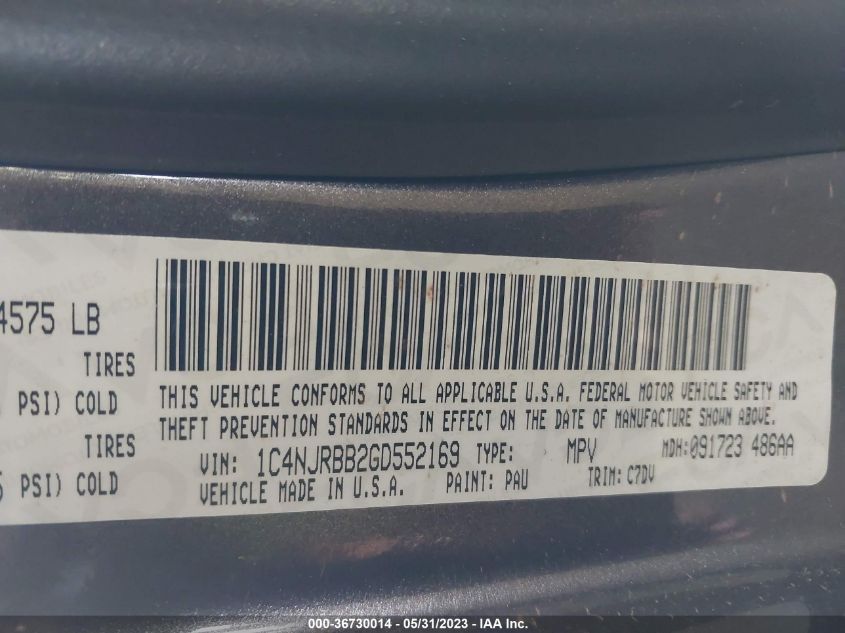 4575 LB
TIRES
PSI) COLD
TIRES
PSI) COLD
THIS VEHICLE CONFORMS TO ALL APPLICABLE U.S.A. FEDERAL MOTOR VEHICLE SAFETY AND
THEFT PREVENTION STANDARDS IN EFFECT ON THE DATE OF MANUFACTURE SHOWN ABOVE.
VIN: 1C4NJRBB2GD552169 TYPE: MPV MDH:091723 486AA
VEHICLE MADE IN U.S.A. PAINT: PAU TRIM: C7DV
000-36730014 - 05/31/2023 - IAA Inc.